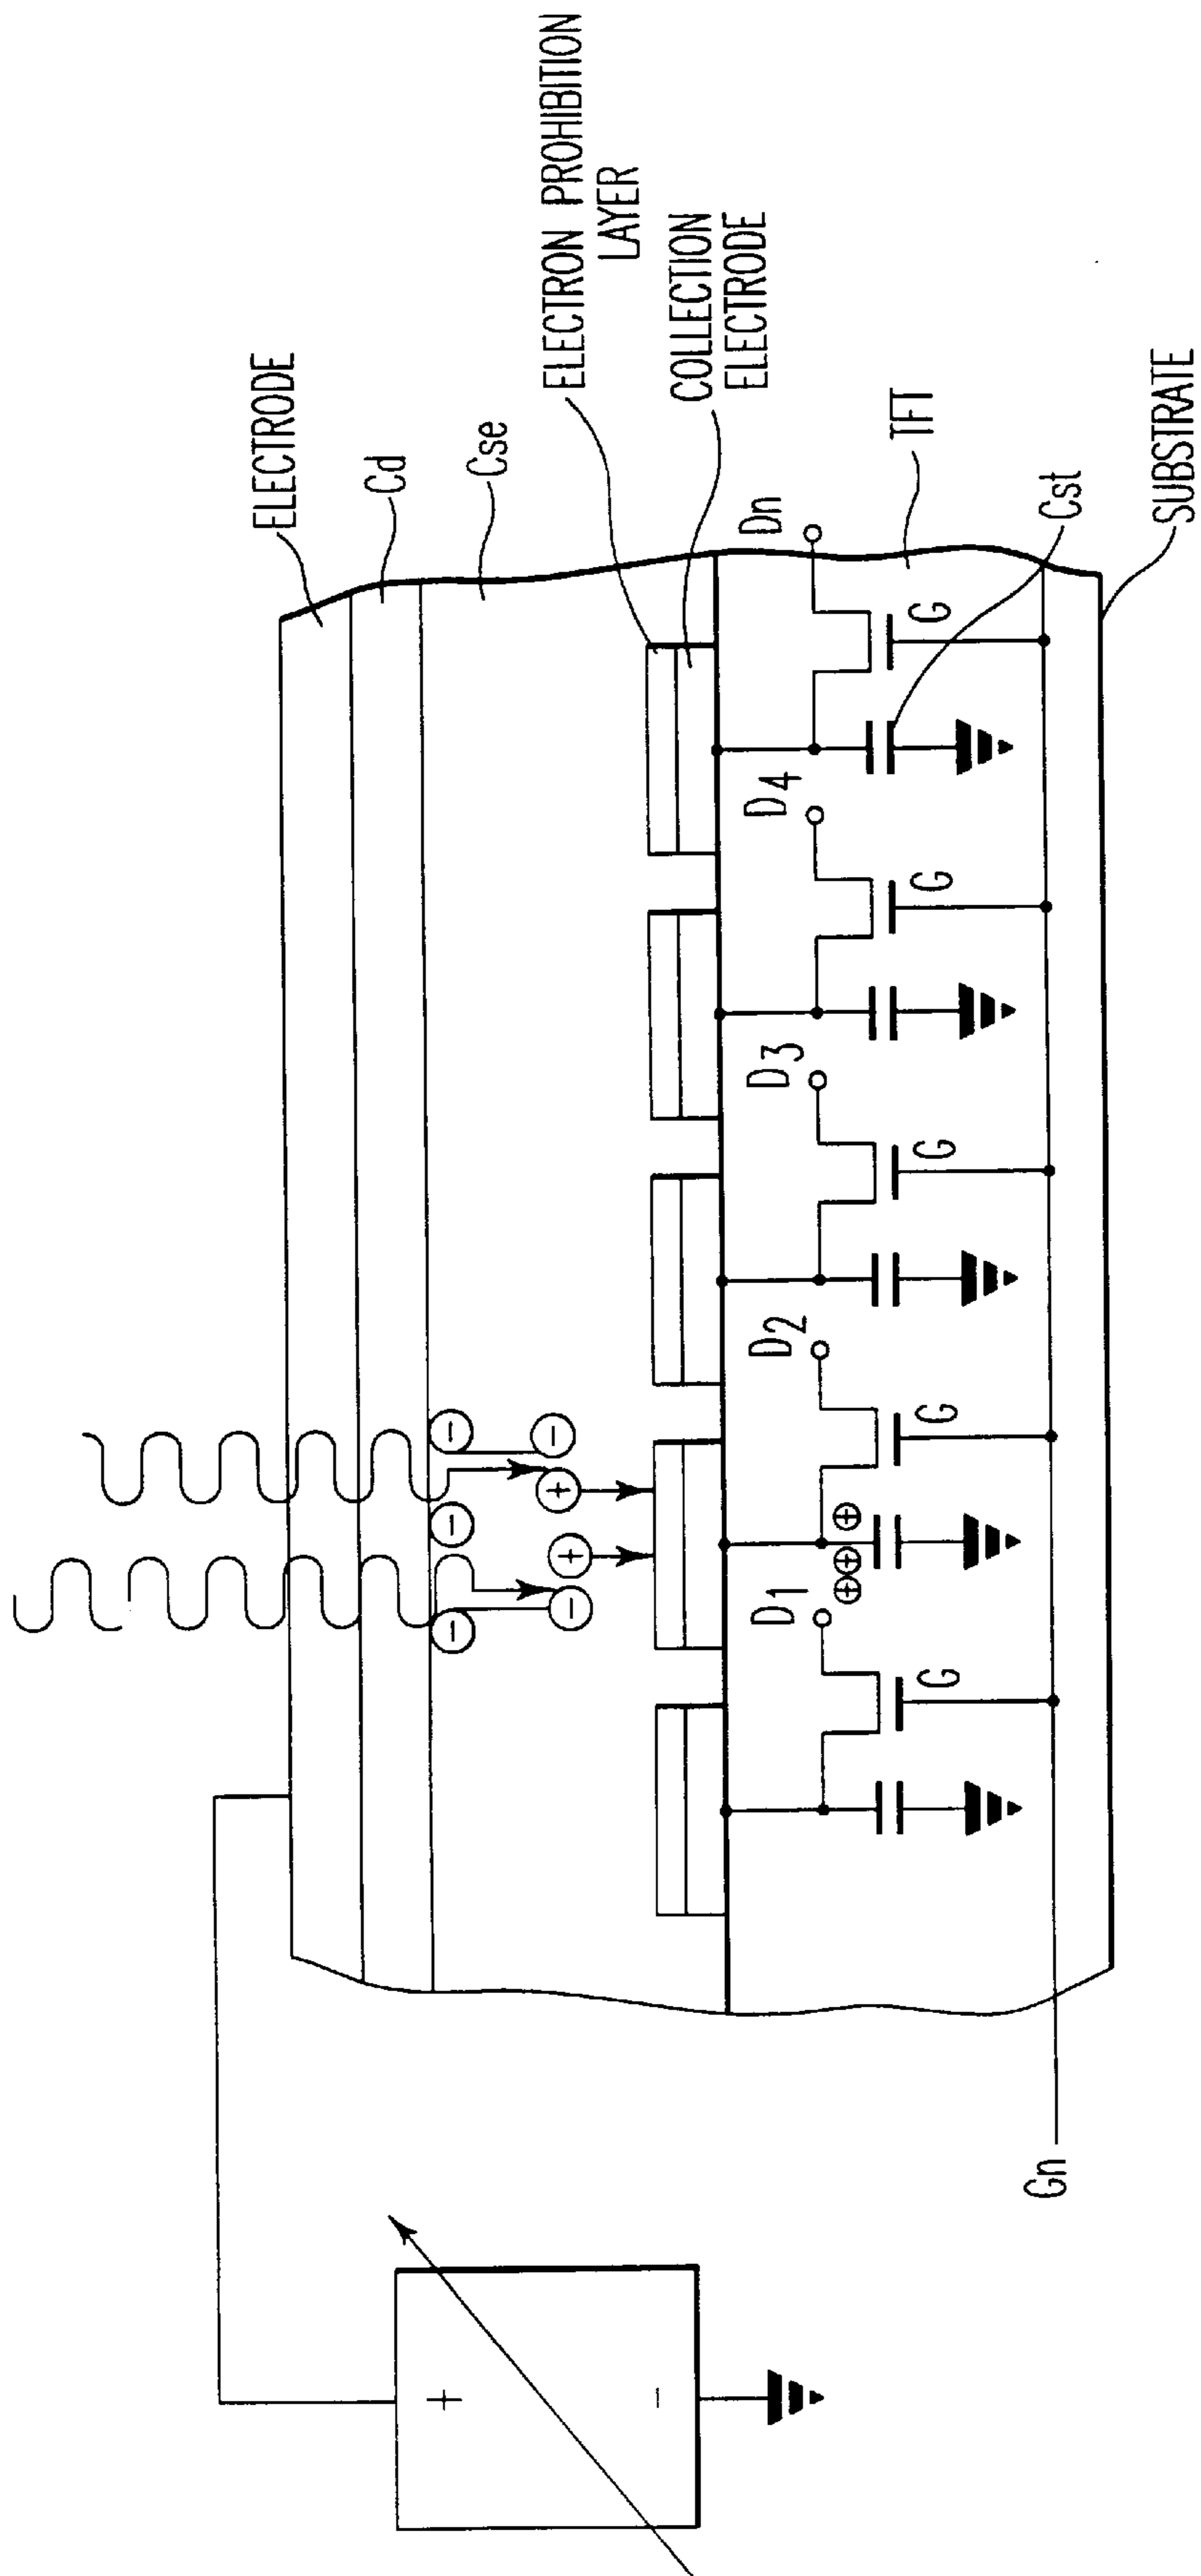 ELECTRODE
Cd
Cse
ELECTRON PROHIBITION
LAYER
COLLECTION
ELECTRODE
TFT
Cst
SUBSTRATE
D1
D2
D3
D4
Dn
G
G
G
G
G
Gn
+
-
-
-
-
-
-
+
+
+
+
+